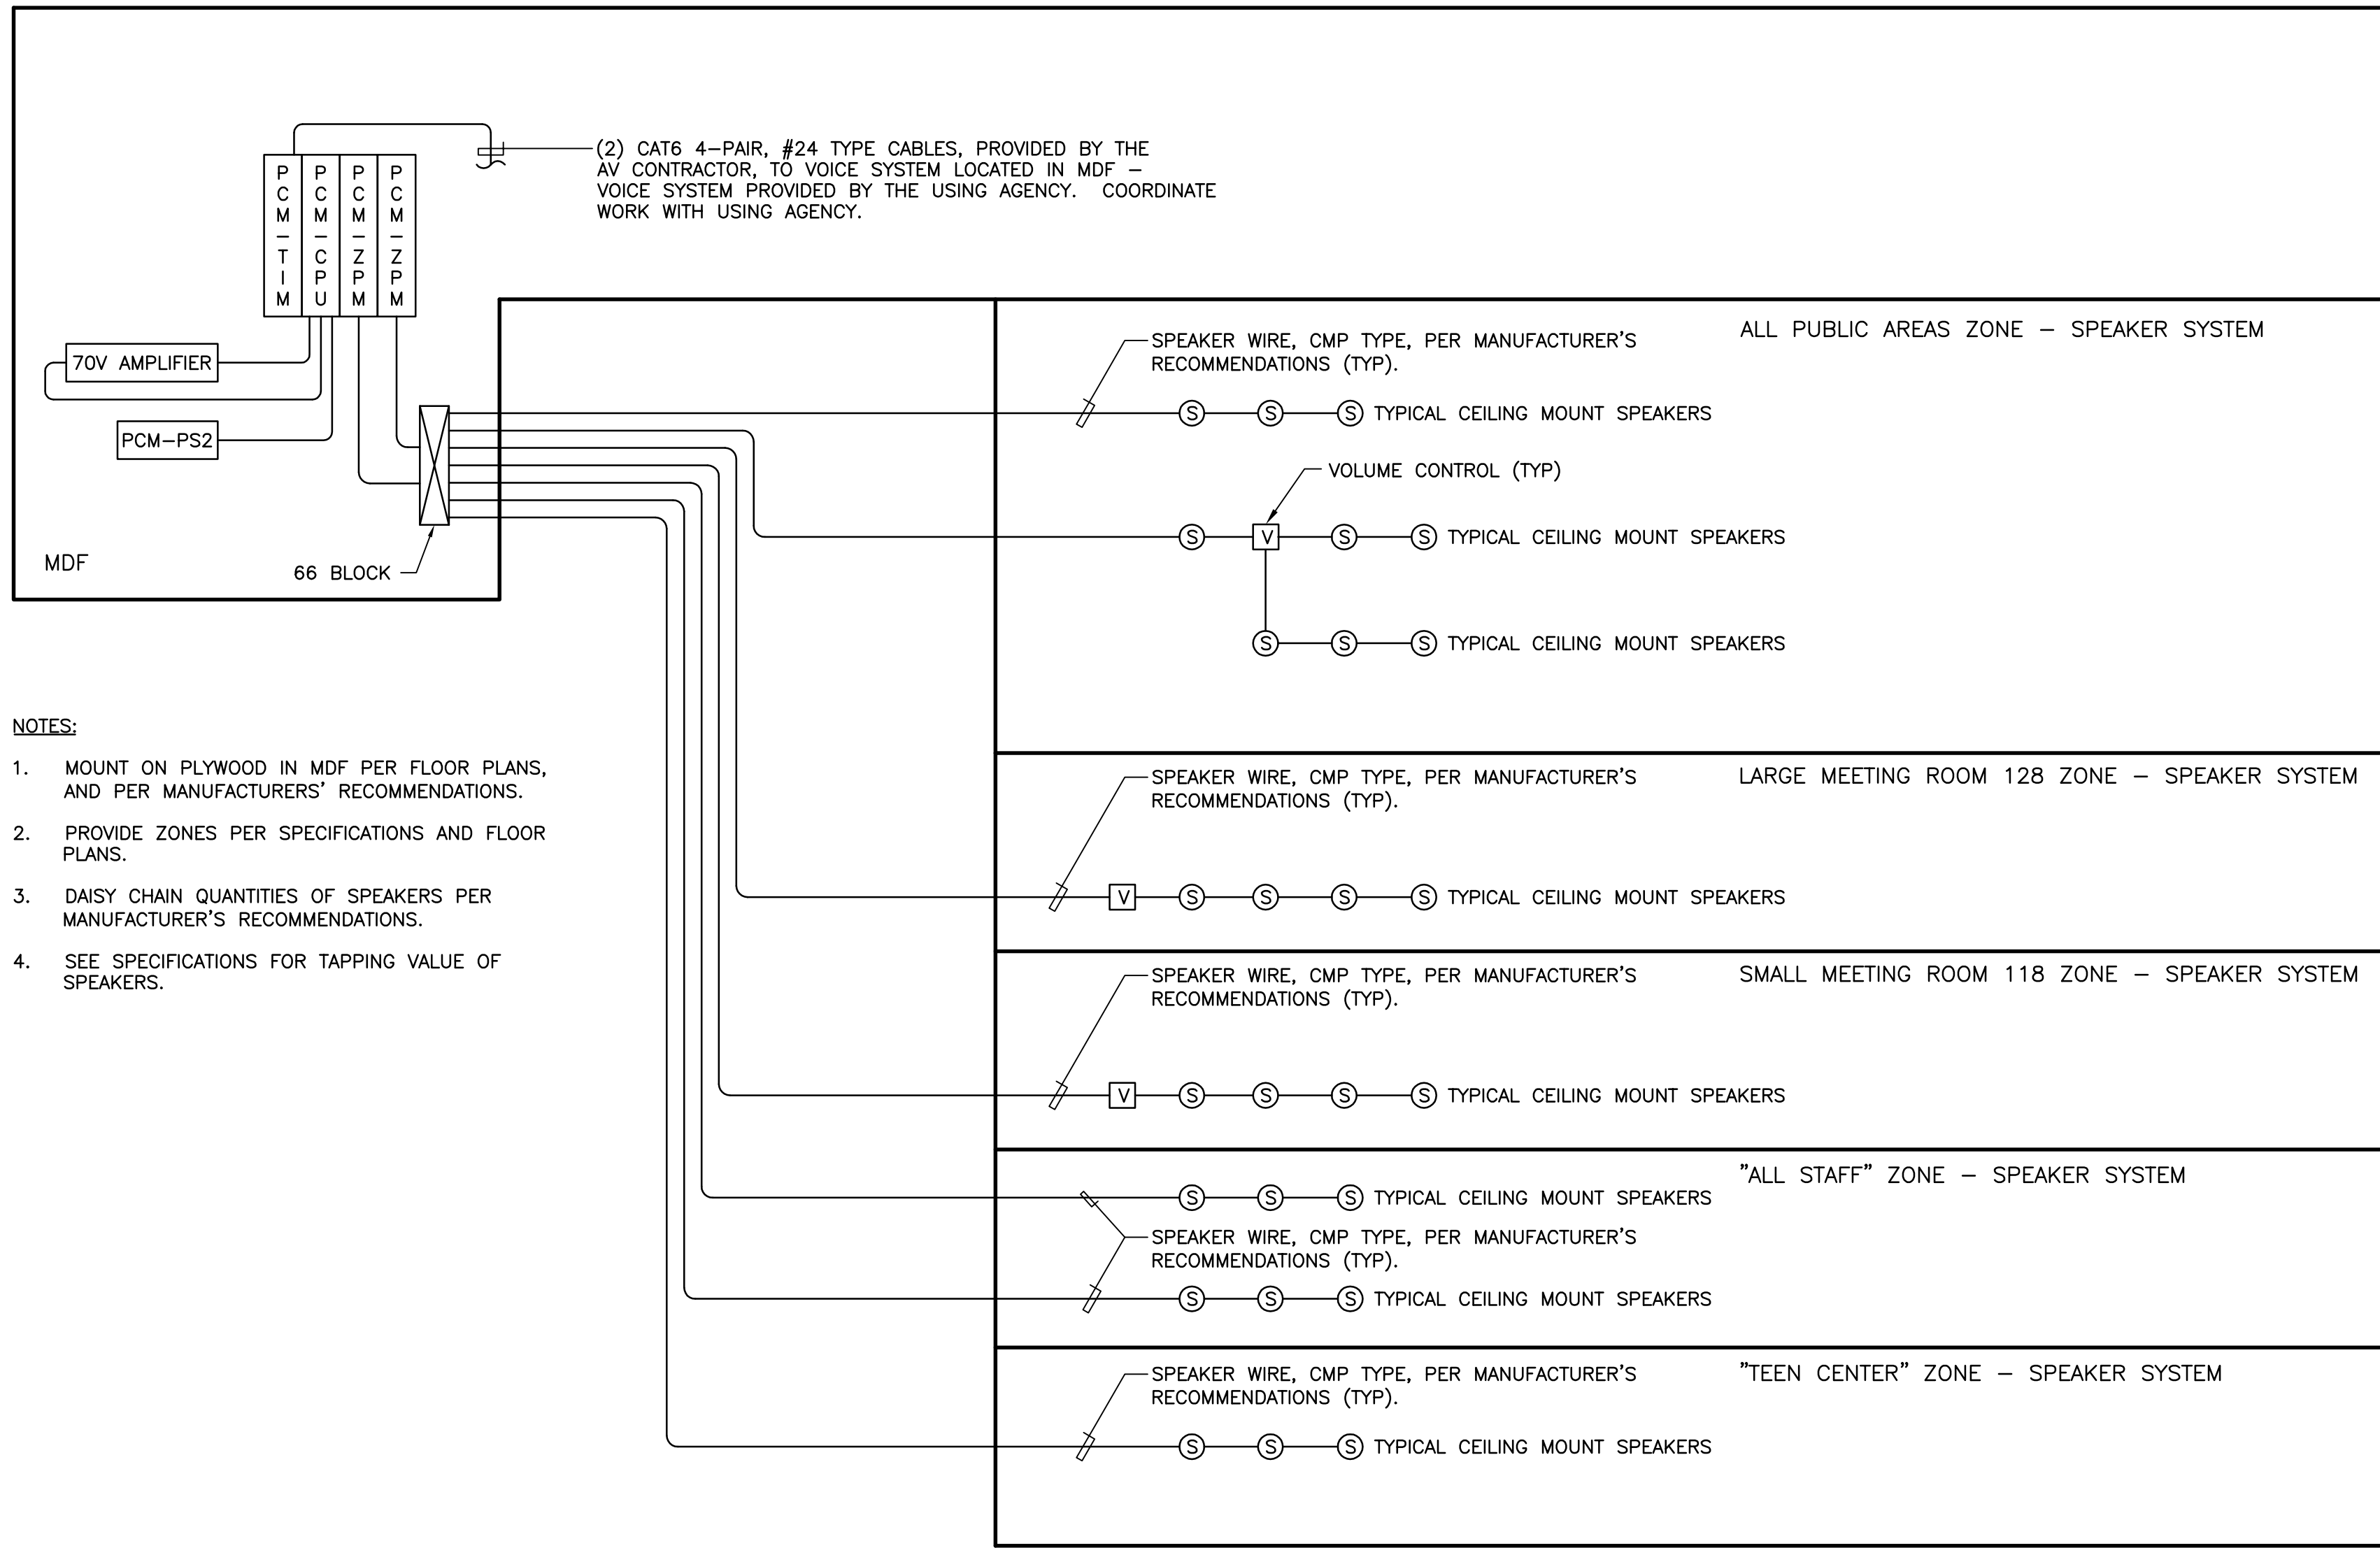 (2) CAT6 4-PAIR, #24 TYPE CABLES, PROVIDED BY THE
AV CONTRACTOR, TO VOICE SYSTEM LOCATED IN MDF -
VOICE SYSTEM PROVIDED BY THE USING AGENCY. COORDINATE
WORK WITH USING AGENCY.
PCM-TIM
PCM-CPU
PCM-ZPM
PCM-ZPM
70V AMPLIFIER
PCM-PS2
MDF
66 BLOCK
ALL PUBLIC AREAS ZONE - SPEAKER SYSTEM
SPEAKER WIRE, CMP TYPE, PER MANUFACTURER'S
RECOMMENDATIONS (TYP).
S S S TYPICAL CEILING MOUNT SPEAKERS
VOLUME CONTROL (TYP)
S V S S TYPICAL CEILING MOUNT SPEAKERS
S S S TYPICAL CEILING MOUNT SPEAKERS
NOTES:
1. MOUNT ON PLYWOOD IN MDF PER FLOOR PLANS,
AND PER MANUFACTURERS' RECOMMENDATIONS.
2. PROVIDE ZONES PER SPECIFICATIONS AND FLOOR
PLANS.
3. DAISY CHAIN QUANTITIES OF SPEAKERS PER
MANUFACTURER'S RECOMMENDATIONS.
4. SEE SPECIFICATIONS FOR TAPPING VALUE OF
SPEAKERS.
LARGE MEETING ROOM 128 ZONE - SPEAKER SYSTEM
SPEAKER WIRE, CMP TYPE, PER MANUFACTURER'S
RECOMMENDATIONS (TYP).
V S S S S TYPICAL CEILING MOUNT SPEAKERS
SMALL MEETING ROOM 118 ZONE - SPEAKER SYSTEM
SPEAKER WIRE, CMP TYPE, PER MANUFACTURER'S
RECOMMENDATIONS (TYP).
V S S S S TYPICAL CEILING MOUNT SPEAKERS
"ALL STAFF" ZONE - SPEAKER SYSTEM
S S S TYPICAL CEILING MOUNT SPEAKERS
SPEAKER WIRE, CMP TYPE, PER MANUFACTURER'S
RECOMMENDATIONS (TYP).
S S S TYPICAL CEILING MOUNT SPEAKERS
"TEEN CENTER" ZONE - SPEAKER SYSTEM
SPEAKER WIRE, CMP TYPE, PER MANUFACTURER'S
RECOMMENDATIONS (TYP).
S S S TYPICAL CEILING MOUNT SPEAKERS